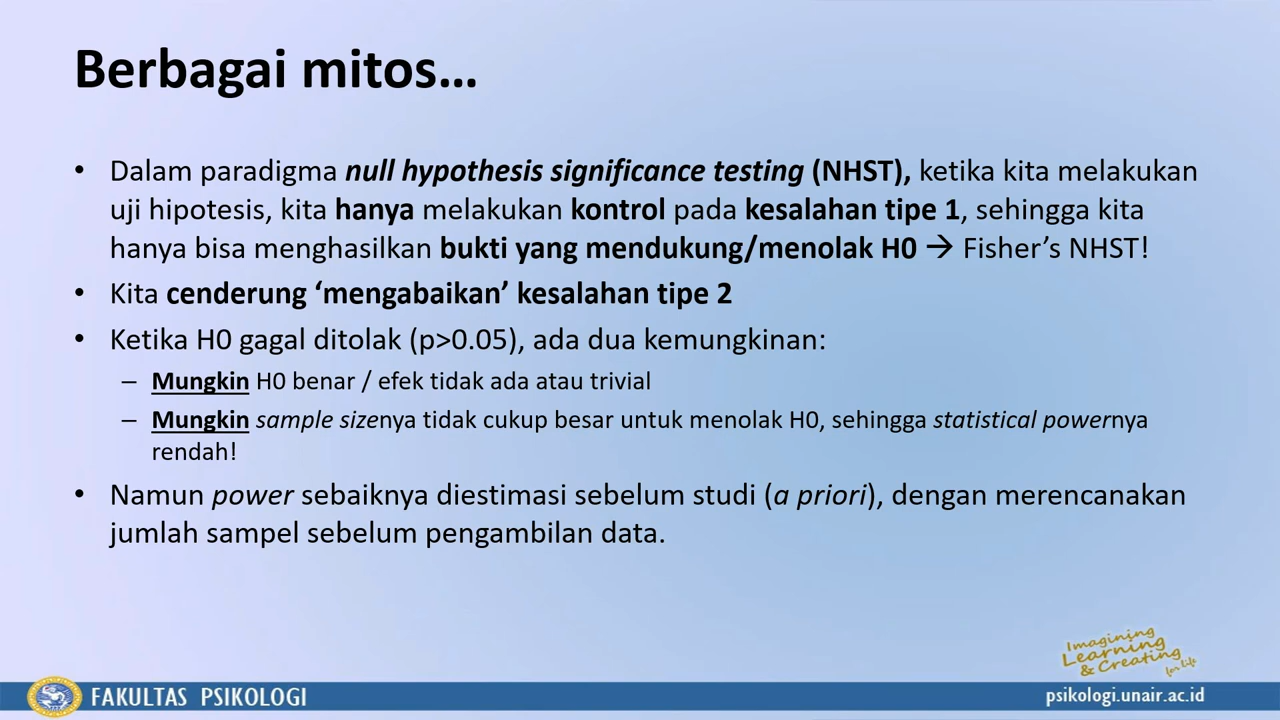 Berbagai mitos…
• Dalam paradigma null hypothesis significance testing (NHST), ketika kita melakukan
uji hipotesis, kita hanya melakukan kontrol pada kesalahan tipe 1, sehingga kita
hanya bisa menghasilkan bukti yang mendukung/menolak H0 → Fisher’s NHST!
• Kita cenderung ‘mengabaikan’ kesalahan tipe 2
• Ketika H0 gagal ditolak (p>0.05), ada dua kemungkinan:
– Mungkin H0 benar / efek tidak ada atau trivial
– Mungkin sample sizenya tidak cukup besar untuk menolak H0, sehingga statistical powernya
rendah!
• Namun power sebaiknya diestimasi sebelum studi (a priori), dengan merencanakan
jumlah sampel sebelum pengambilan data.
Imagining
Learning
& Creating
for life
FAKULTAS PSIKOLOGI
psikologi.unair.ac.id